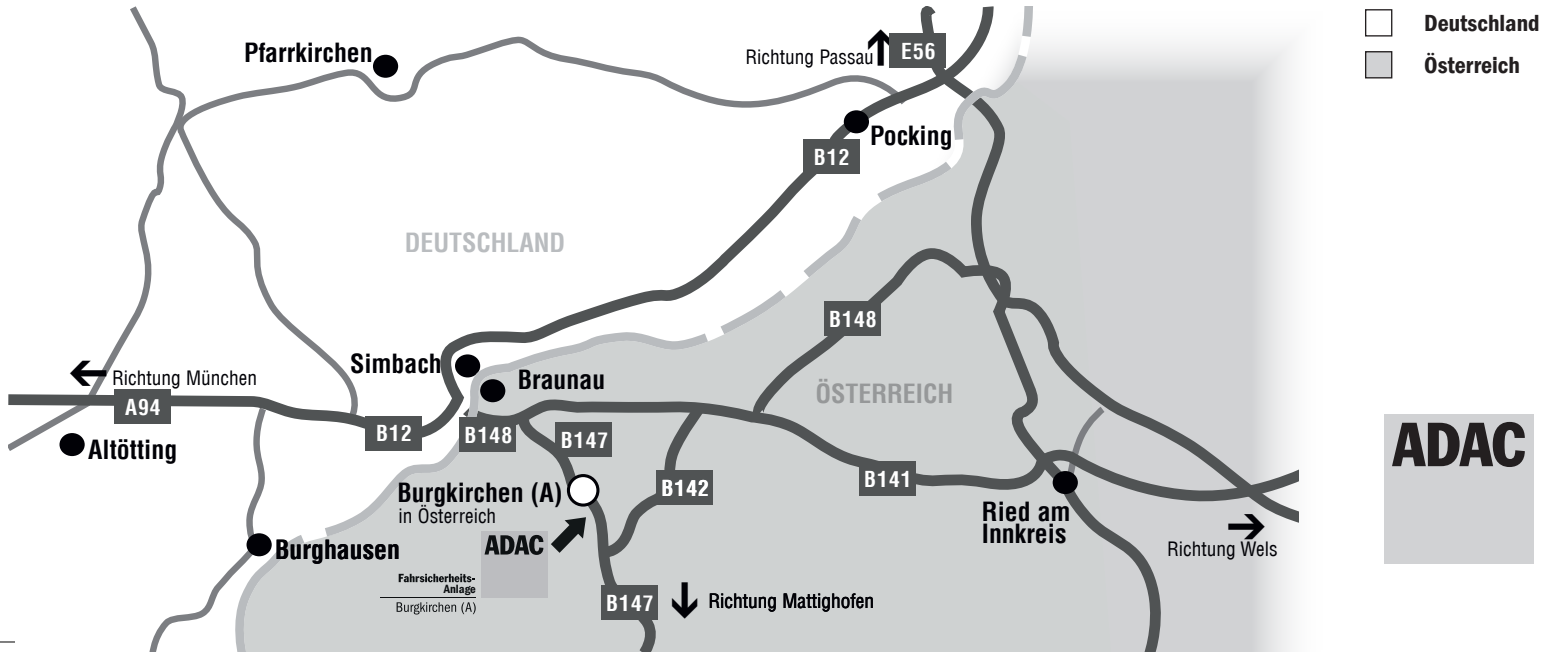 Deutschland
Österreich
Pfarrkirchen
Richtung Passau
E56
Pocking
B12
DEUTSCHLAND
B148
Simbach
Braunau
ÖSTERREICH
Richtung München
A94
B12
B148
B147
Altötting
B141
B142
Burgkirchen (A)
in Österreich
Ried am
Innkreis
ADAC
Burghausen
Richtung Wels
ADAC
Fahrsicherheits-
Anlage
Burgkirchen (A)
B147
Richtung Mattighofen